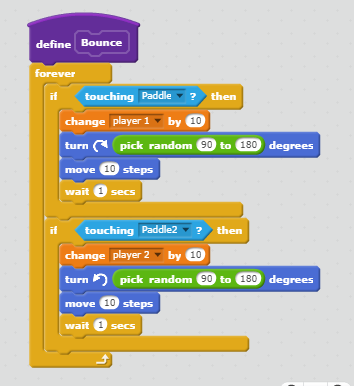 define Bounce
forever
if touching Paddle ? then
change player 1 by 10
turn pick random 90 to 180 degrees
move 10 steps
wait 1 secs
if touching Paddle2 ? then
change player 2 by 10
turn pick random 90 to 180 degrees
move 10 steps
wait 1 secs